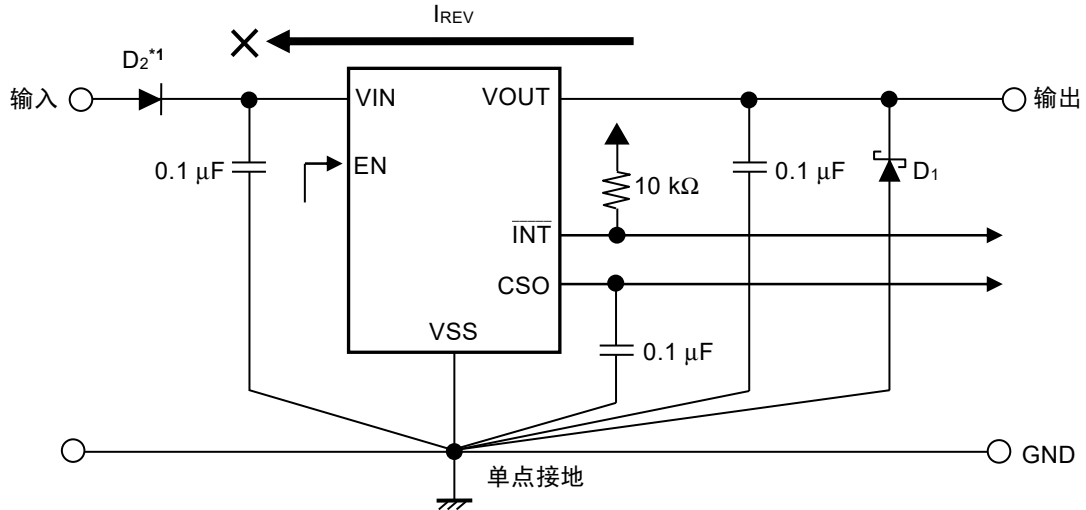 IREV
D2*1
输入
VIN
VOUT
输出
0.1 μF
EN
10 kΩ
0.1 μF
D1
INT
CSO
VSS
0.1 μF
单点接地
GND